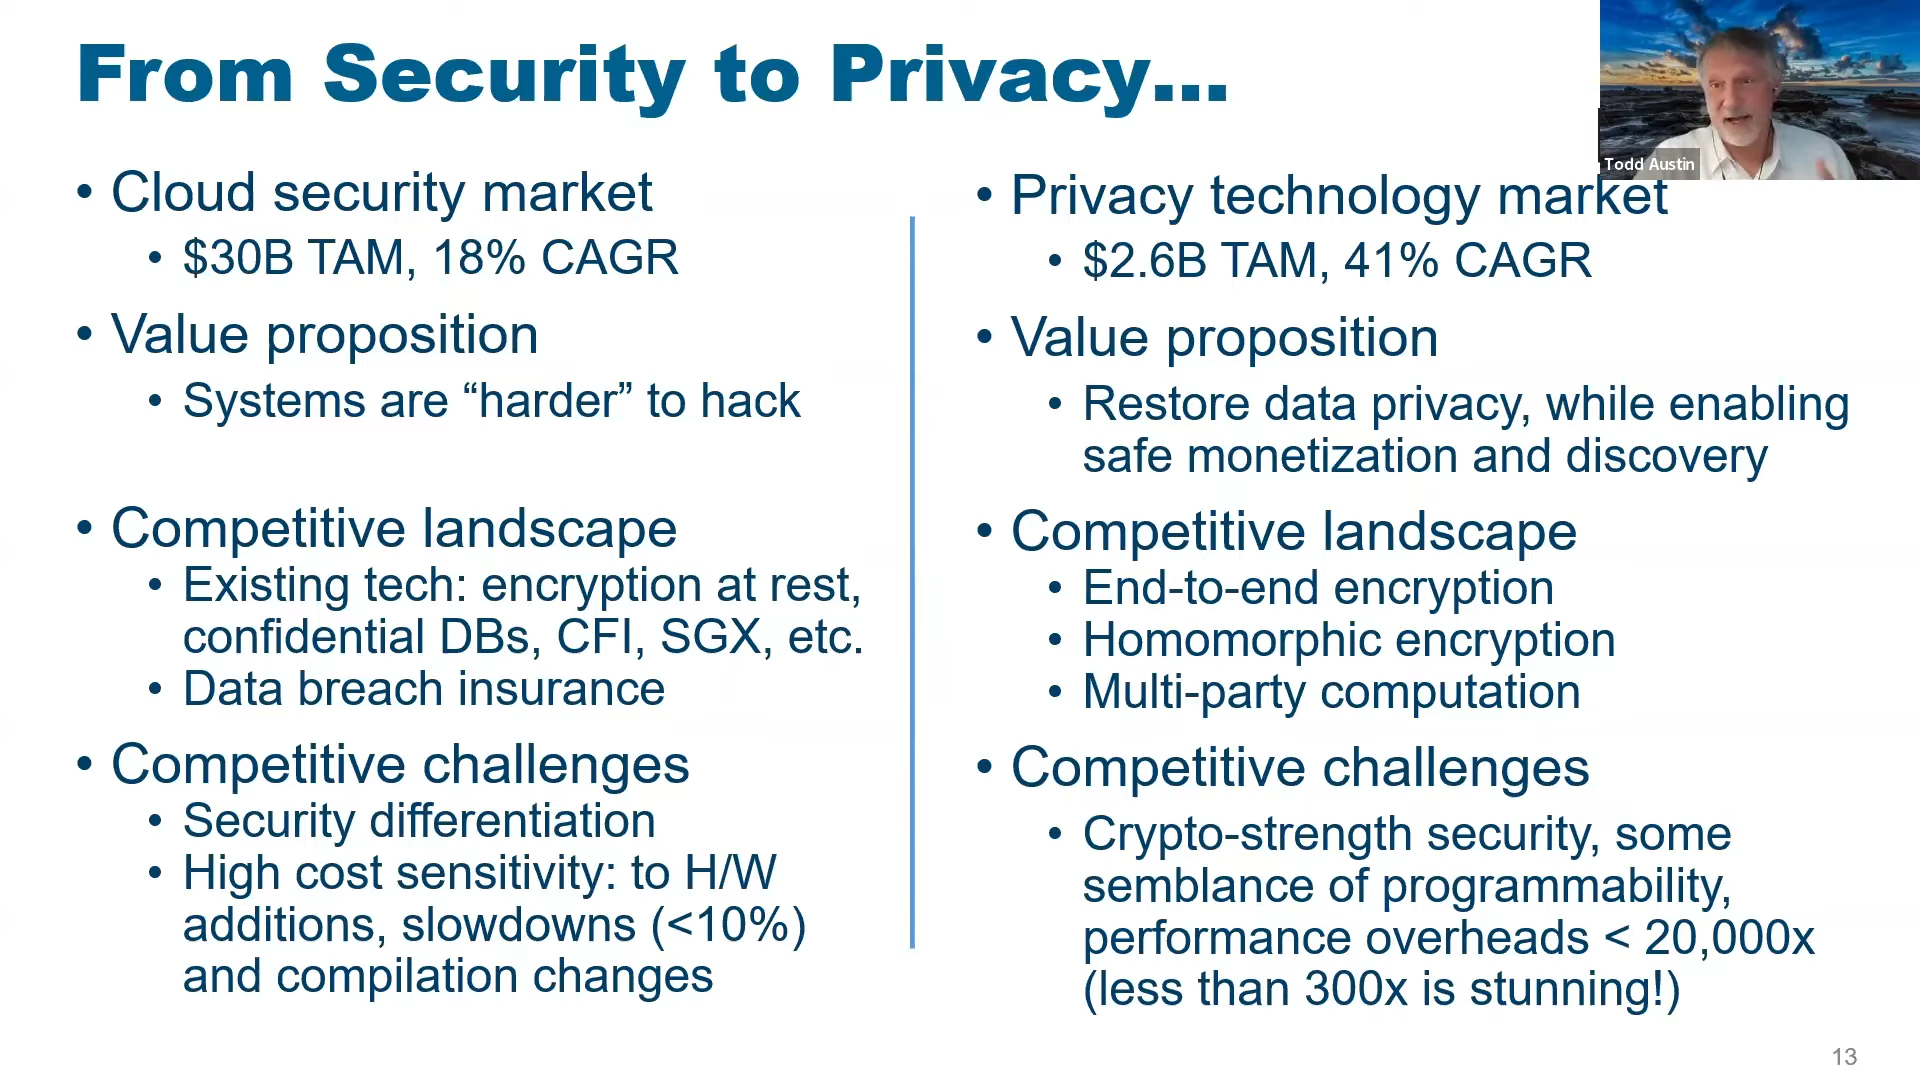 From Security to Privacy...
• Cloud security market
• $30B TAM, 18% CAGR
• Value proposition
• Systems are “harder” to hack
• Competitive landscape
• Existing tech: encryption at rest,
confidential DBs, CFI, SGX, etc.
• Data breach insurance
• Competitive challenges
• Security differentiation
• High cost sensitivity: to H/W
additions, slowdowns (<10%)
and compilation changes
Todd Austin
• Privacy technology market
• $2.6B TAM, 41% CAGR
• Value proposition
• Restore data privacy, while enabling
safe monetization and discovery
• Competitive landscape
• End-to-end encryption
• Homomorphic encryption
• Multi-party computation
• Competitive challenges
• Crypto-strength security, some
semblance of programmability,
performance overheads < 20,000x
(less than 300x is stunning!)
13